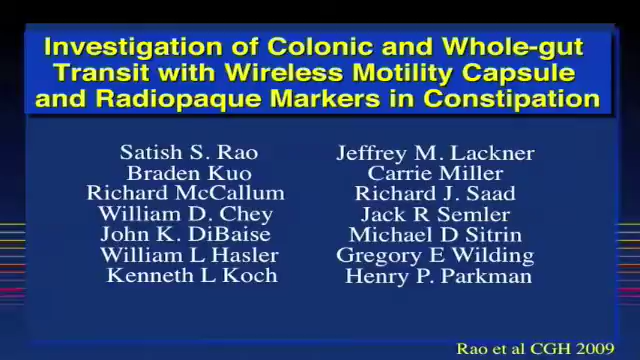 Investigation of Colonic and Whole-gut
Transit with Wireless Motility Capsule
and Radiopaque Markers in Constipation
Satish S. Rao
Braden Kuo
Richard McCallum
William D. Chey
John K. DiBaise
William L Hasler
Kenneth L Koch
Jeffrey M. Lackner
Carrie Miller
Richard J. Saad
Jack R Semler
Michael D Sitrin
Gregory E Wilding
Henry P. Parkman
Rao et al CGH 2009